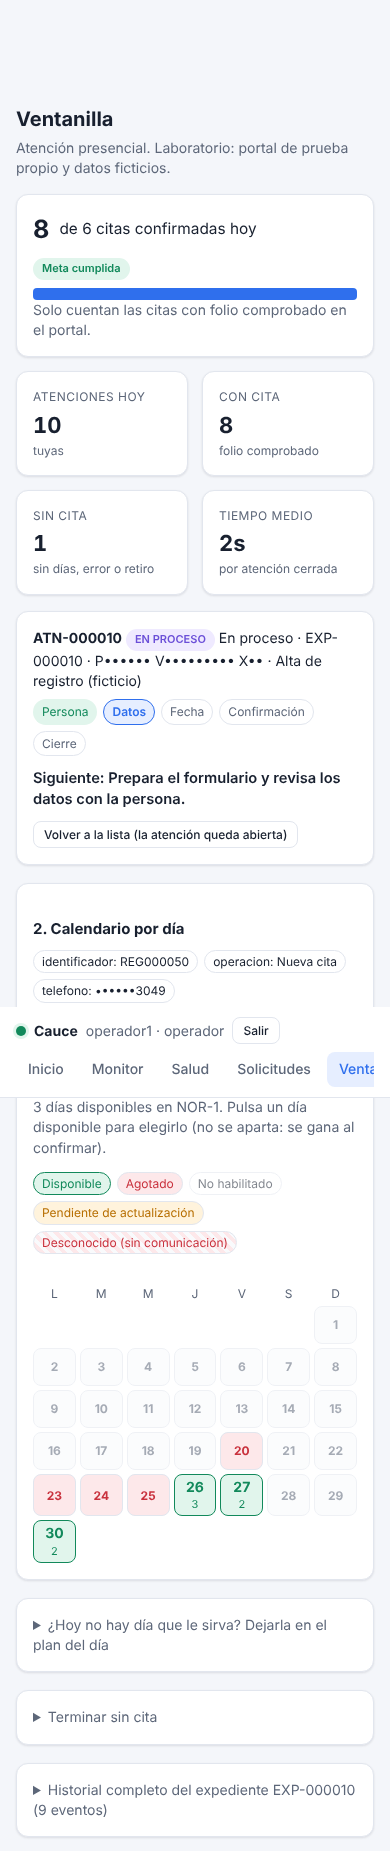 Ventanilla
Atención presencial. Laboratorio: portal de prueba
propio y datos ficticios.
8 de 6 citas confirmadas hoy
Meta cumplida
Solo cuentan las citas con folio comprobado en
el portal.
ATENCIONES HOY
10
tuyas
CON CITA
8
folio comprobado
SIN CITA
1
sin días, error o retiro
TIEMPO MEDIO
2s
por atención cerrada
ATN-000010 EN PROCESO En proceso · EXP-
000010 · P•••••• V••••••••• X•• · Alta de
registro (ficticio)
Persona Datos Fecha Confirmación
Cierre
Siguiente: Prepara el formulario y revisa los
datos con la persona.
Volver a la lista (la atención queda abierta)
2. Calendario por día
identificador: REG000050 operacion: Nueva cita
telefono: ••••••3049
Cauce operador1 · operador Salir
Inicio Monitor Salud Solicitudes Venta
3 días disponibles en NOR-1. Pulsa un día
disponible para elegirlo (no se aparta: se gana al
confirmar).
Disponible Agotado No habilitado
Pendiente de actualización
Desconocido (sin comunicación)
L M M J V S D
1
2 3 4 5 6 7 8
9 10 11 12 13 14 15
16 17 18 19 20 21 22
23 24 25 26 27 28 29
3 2
30
2
▶ ¿Hoy no hay día que le sirva? Dejarla en el
plan del día
▶ Terminar sin cita
▶ Historial completo del expediente EXP-000010
(9 eventos)